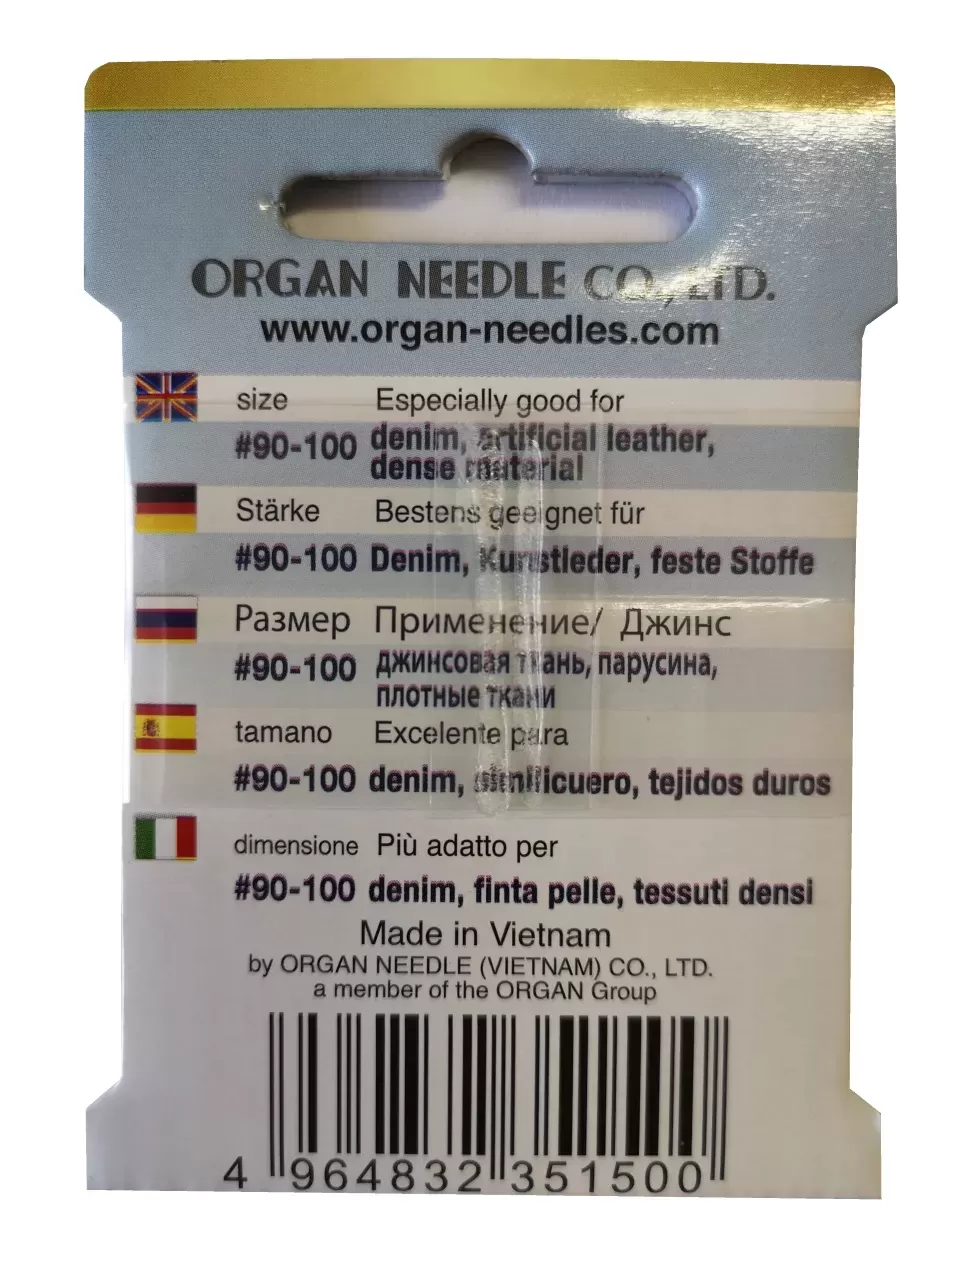 ORGAN NEEDLE CO., LTD.
www.organ-needles.com
size Especially good for
#90-100 denim, artificial leather,
dense material
Stärke Bestens geeignet für
#90-100 Denim, Kunstleder, feste Stoffe
Размер Применение/ Джинс
#90-100 джинсовая ткань, парусина,
плотные ткани
tamano Excelente para
#90-100 denim, similicuero, tejidos duros
dimensione Più adatto per
#90-100 denim, finta pelle, tessuti densi
Made in Vietnam
by ORGAN NEEDLE (VIETNAM) CO., LTD.
a member of the ORGAN Group
4 964832 351500